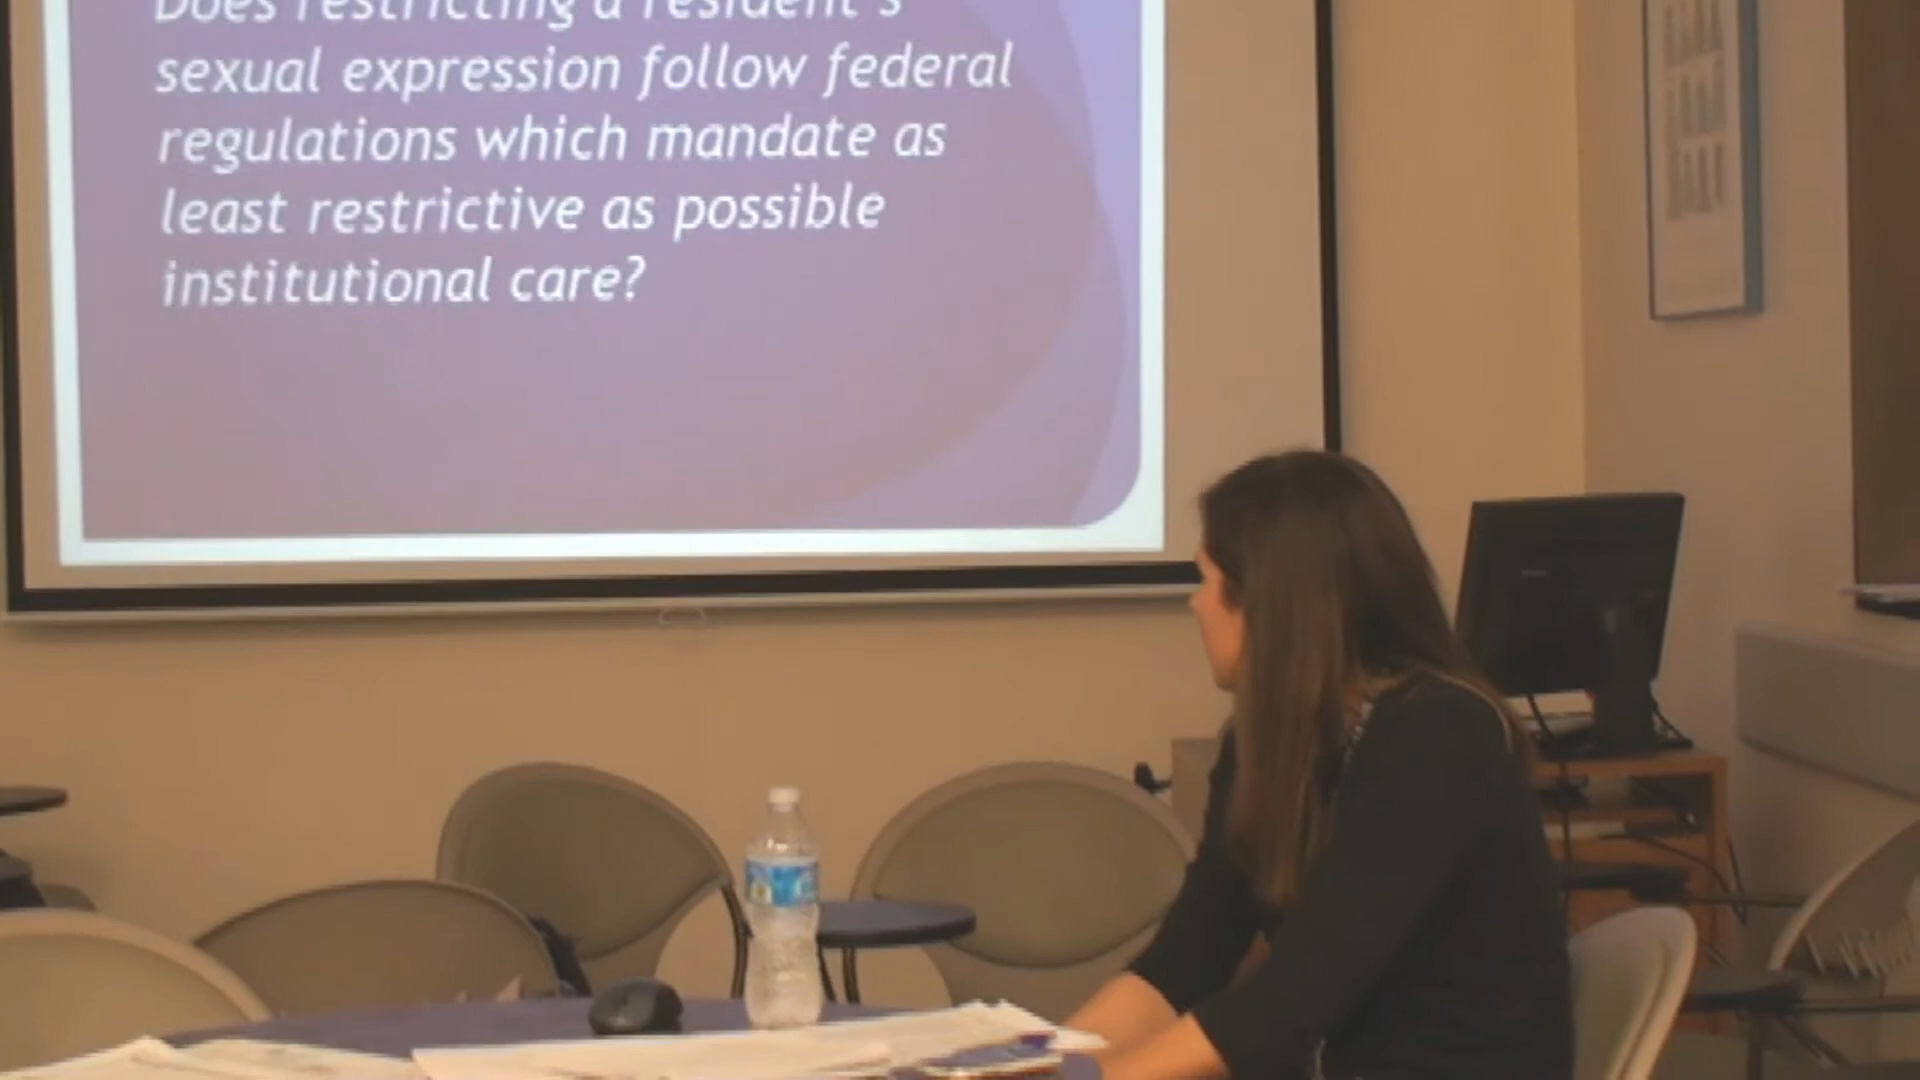 Does restricting a resident's
sexual expression follow federal
regulations which mandate as
least restrictive as possible
institutional care?